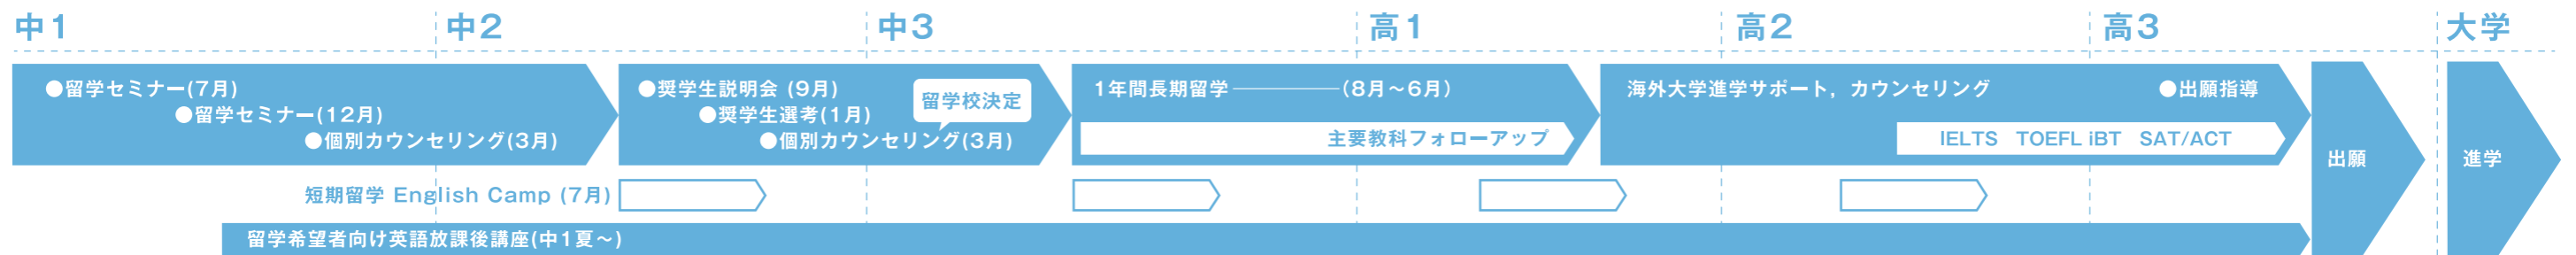 中1 中2 中3 高1 高2 高3 大学
●留学セミナー(7月)
●留学セミナー(12月)
●個別カウンセリング(3月)
●奨学生説明会 (9月)
●奨学生選考(1月)
●個別カウンセリング(3月)
留学校決定
1年間長期留学──────(8月〜6月)
主要教科フォローアップ
海外大学進学サポート，カウンセリング
●出願指導
IELTS TOEFL iBT SAT/ACT
出願
進学
短期留学 English Camp (7月)
留学希望者向け英語放課後講座(中1夏〜)